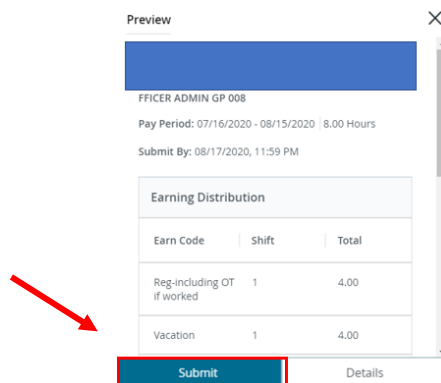 Preview
FFICER ADMIN GP 008
Pay Period: 07/16/2020 - 08/15/2020 | 8.00 Hours
Submit By: 08/17/2020, 11:59 PM
Earning Distribution
Earn Code Shift Total
Reg-including OT 1 4.00
if worked
Vacation 1 4.00
Submit Details